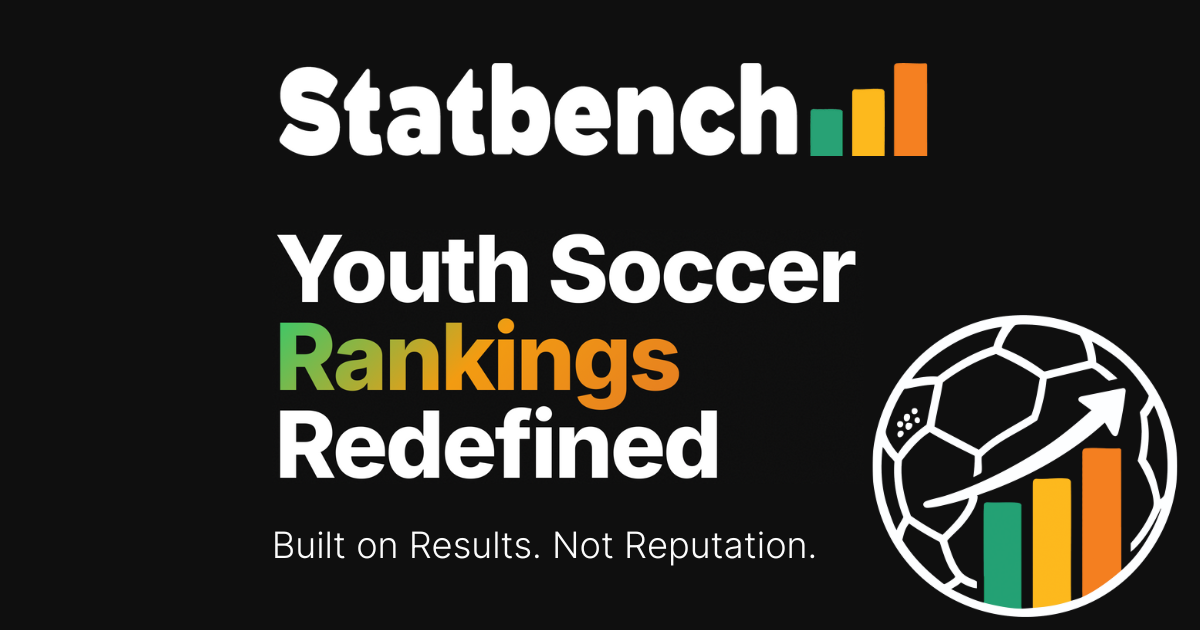 Statbench
Youth Soccer
Rankings
Redefined
Built on Results. Not Reputation.